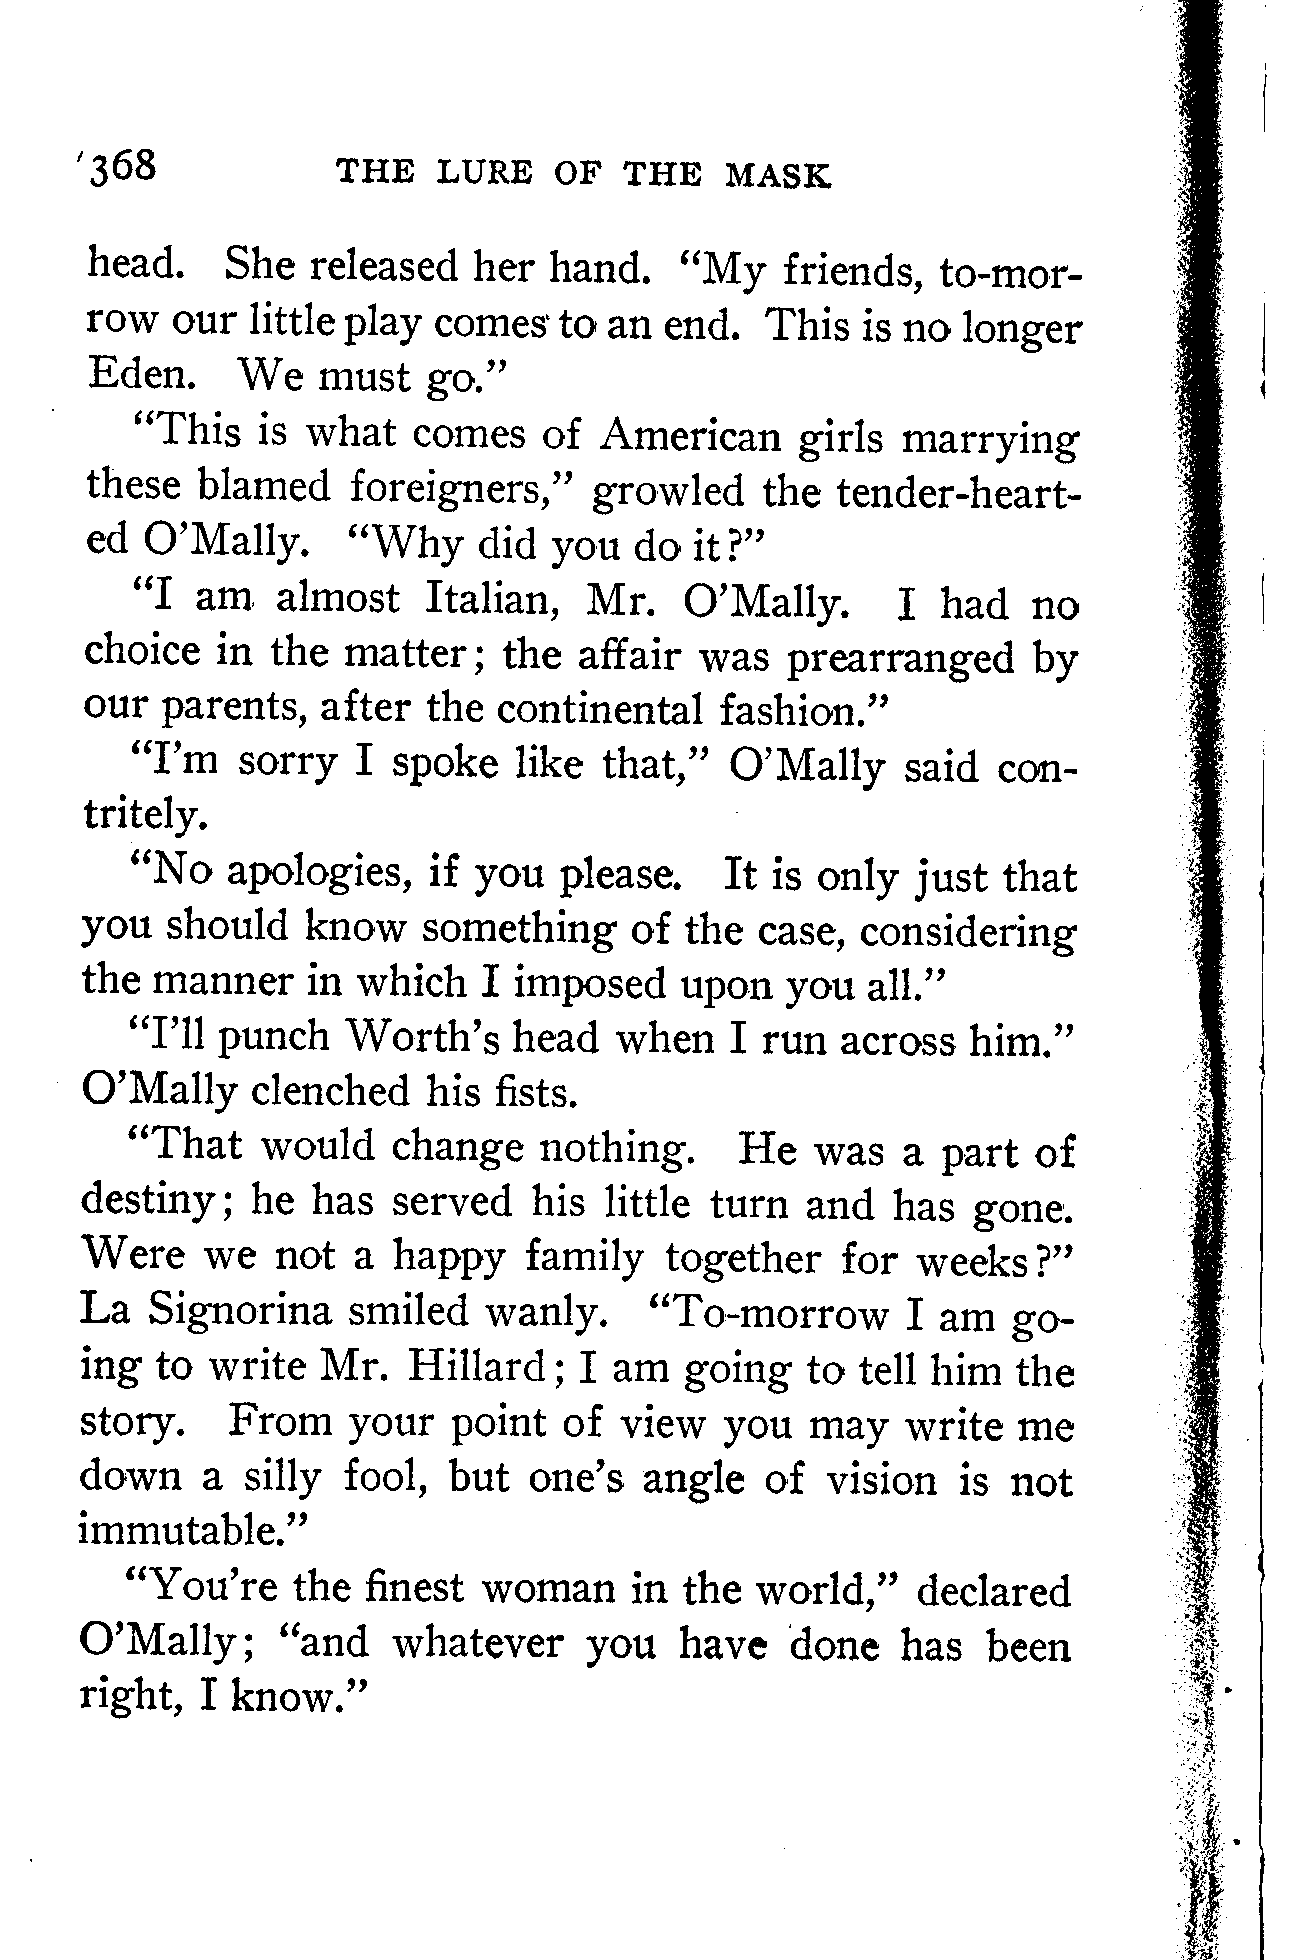 368 THE LURE OF THE MASK
head. She released her hand. "My friends, to-mor-
row our little play comes to an end. This is no longer
Eden. We must go."
"This is what comes of American girls marrying
these blamed foreigners," growled the tender-heart-
ed O'Mally. "Why did you do it?"
"I am almost Italian, Mr. O'Mally. I had no
choice in the matter; the affair was prearranged by
our parents, after the continental fashion."
"I'm sorry I spoke like that," O'Mally said con-
tritely.
"No apologies, if you please. It is only just that
you should know something of the case, considering
the manner in which I imposed upon you all."
"I'll punch Worth's head when I run across him."
O'Mally clenched his fists.
"That would change nothing. He was a part of
destiny; he has served his little turn and has gone.
Were we not a happy family together for weeks?"
La Signorina smiled wanly. "To-morrow I am go-
ing to write Mr. Hillard; I am going to tell him the
story. From your point of view you may write me
down a silly fool, but one's angle of vision is not
immutable."
"You're the finest woman in the world," declared
O'Mally; "and whatever you have done has been
right, I know."